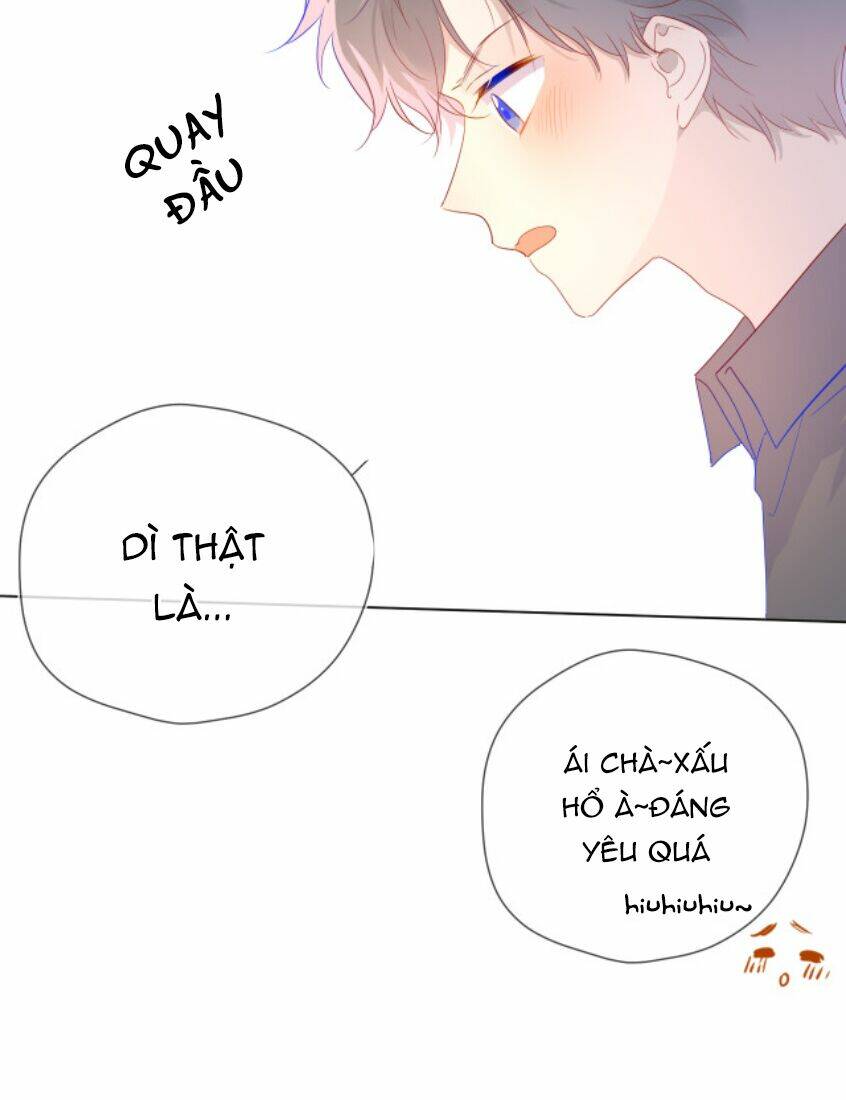 QUAY
ĐẦU
DÌ THẬT
LÀ...
ÁI CHÀ~XẤU
HỔ À~ĐÁNG
YÊU QUÁ
hiuhiuhiu~